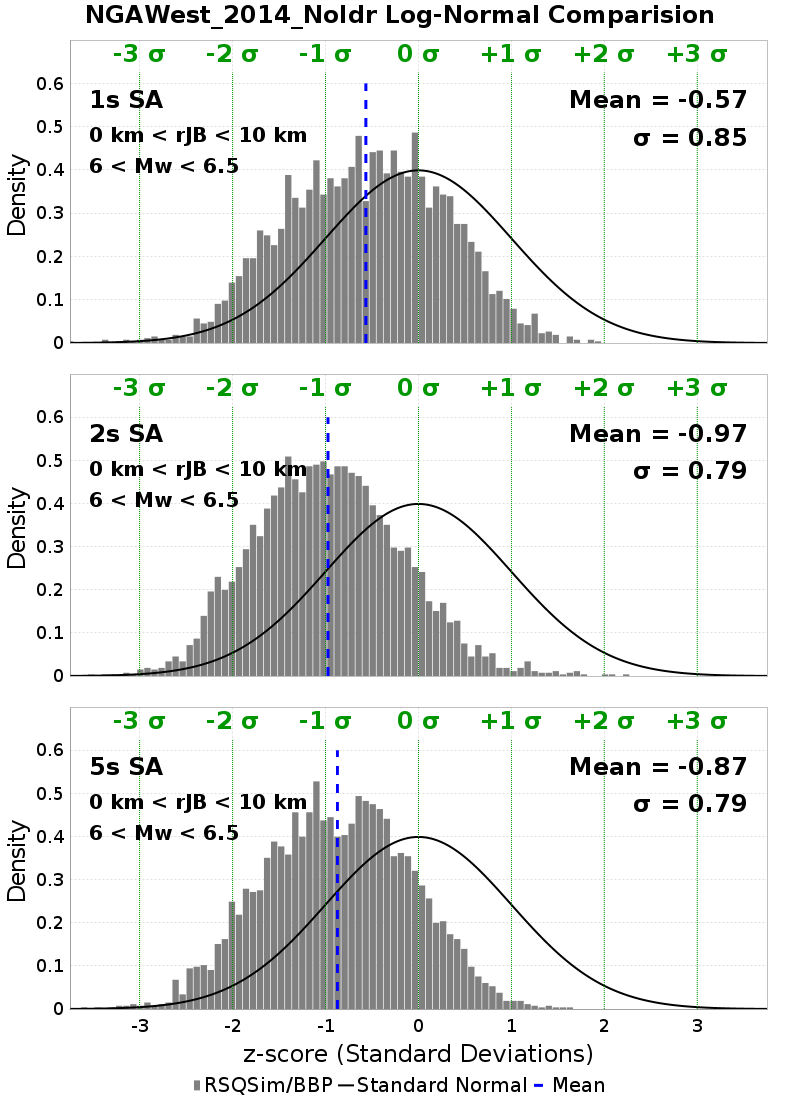 NGAWest_2014_NoIdr Log-Normal Comparision
-3 σ -2 σ -1 σ 0 σ +1 σ +2 σ +3 σ
0.6
1s SA Mean = -0.57
0.5
0 km < rJB < 10 km σ = 0.85
6 < Mw < 6.5
0.4
0.3
0.2
0.1
0
Density
-3 σ -2 σ -1 σ 0 σ +1 σ +2 σ +3 σ
0.6
2s SA Mean = -0.97
0.5
0 km < rJB < 10 km σ = 0.79
6 < Mw < 6.5
0.4
0.3
0.2
0.1
0
Density
-3 σ -2 σ -1 σ 0 σ +1 σ +2 σ +3 σ
0.6
5s SA Mean = -0.87
0.5
0 km < rJB < 10 km σ = 0.79
6 < Mw < 6.5
0.4
0.3
0.2
0.1
0
Density
-3 -2 -1 0 1 2 3
z-score (Standard Deviations)
RSQSim/BBP Standard Normal Mean